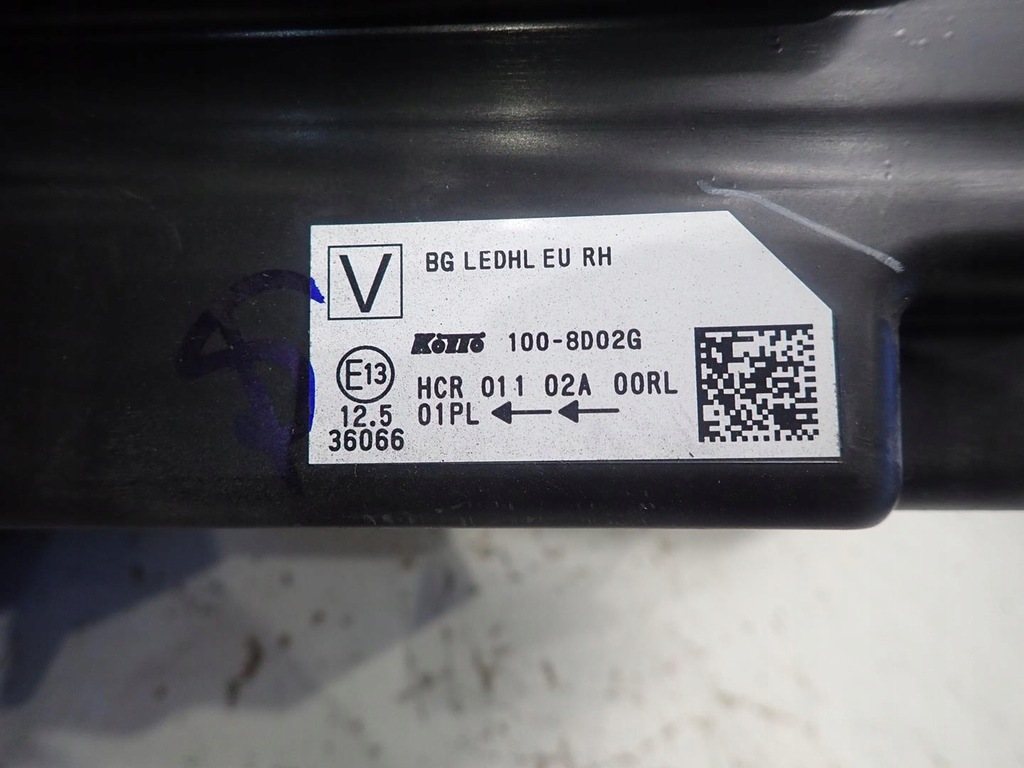 V
BG LEDHL EU RH
KOITO 100-8D02G
E13
HCR 011 02A 00RL
12.5 01PL
36066